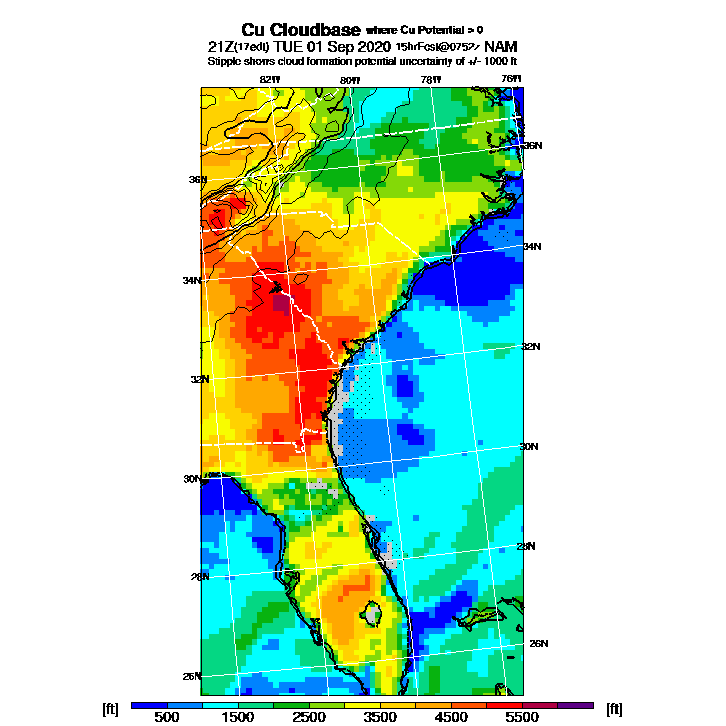 Cu Cloudbase where Cu Potential > 0
21Z(17edt) TUE 01 Sep 2020 15hrFcst@0752z NAM
Stipple shows cloud formation potential uncertainty of +/- 1000 ft
82W 80W 78W 76W
36N
36N
34N
34N
32N
32N
30N
30N
28N
28N
26N
26N
[ft] 500 1500 2500 3500 4500 5500 [ft]